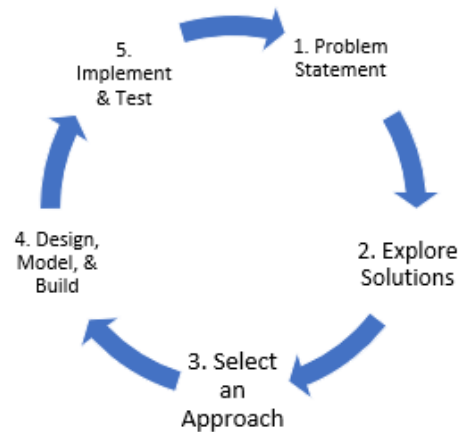 1. Problem
Statement
2. Explore
Solutions
3. Select
an
Approach
4. Design,
Model, &
Build
5.
Implement
& Test